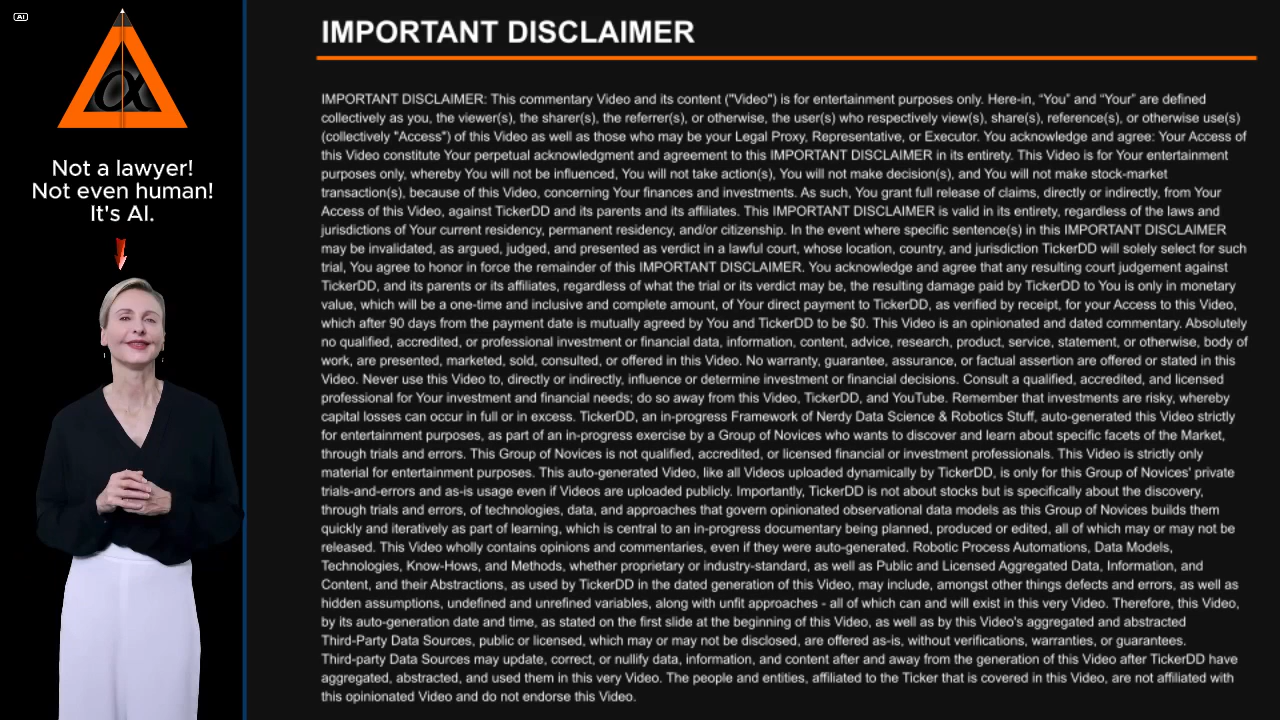 AI
Not a lawyer!
Not even human!
It's AI.
IMPORTANT DISCLAIMER
IMPORTANT DISCLAIMER: This commentary Video and its content ("Video") is for entertainment purposes only. Here-in, “You” and “Your” are defined
collectively as you, the viewer(s), the sharer(s), the referrer(s), or otherwise, the user(s) who respectively view(s), share(s), reference(s), or otherwise use(s)
(collectively "Access") of this Video as well as those who may be your Legal Proxy, Representative, or Executor. You acknowledge and agree: Your Access of
this Video constitute Your perpetual acknowledgment and agreement to this IMPORTANT DISCLAIMER in its entirety. This Video is for Your entertainment
purposes only, whereby You will not be influenced, You will not take action(s), You will not make decision(s), and You will not make stock-market
transaction(s), because of this Video, concerning Your finances and investments. As such, You grant full release of claims, directly or indirectly, from Your
Access of this Video, against TickerDD and its parents and its affiliates. This IMPORTANT DISCLAIMER is valid in its entirety, regardless of the laws and
jurisdictions of Your current residency, permanent residency, and/or citizenship. In the event where specific sentence(s) in this IMPORTANT DISCLAIMER
may be invalidated, as argued, judged, and presented as verdict in a lawful court, whose location, country, and jurisdiction TickerDD will solely select for such
trial, You agree to honor in force the remainder of this IMPORTANT DISCLAIMER. You acknowledge and agree that any resulting court judgement against
TickerDD, and its parents or its affiliates, regardless of what the trial or its verdict may be, the resulting damage paid by TickerDD to You is only in monetary
value, which will be a one-time and inclusive and complete amount, of Your direct payment to TickerDD, as verified by receipt, for your Access to this Video,
which after 90 days from the payment date is mutually agreed by You and TickerDD to be $0. This Video is an opinionated and dated commentary. Absolutely
no qualified, accredited, or professional investment or financial data, information, content, advice, research, product, service, statement, or otherwise, body of
work, are presented, marketed, sold, consulted, or offered in this Video. No warranty, guarantee, assurance, or factual assertion are offered or stated in this
Video. Never use this Video to, directly or indirectly, influence or determine investment or financial decisions. Consult a qualified, accredited, and licensed
professional for Your investment and financial needs; do so away from this Video, TickerDD, and YouTube. Remember that investments are risky, whereby
capital losses can occur in full or in excess. TickerDD, an in-progress Framework of Nerdy Data Science & Robotics Stuff, auto-generated this Video strictly
for entertainment purposes, as part of an in-progress exercise by a Group of Novices who wants to discover and learn about specific facets of the Market,
through trials and errors. This Group of Novices is not qualified, accredited, or licensed financial or investment professionals. This Video is strictly only
material for entertainment purposes. This auto-generated Video, like all Videos uploaded dynamically by TickerDD, is only for this Group of Novices' private
trials-and-errors and as-is usage even if Videos are uploaded publicly. Importantly, TickerDD is not about stocks but is specifically about the discovery,
through trials and errors, of technologies, data, and approaches that govern opinionated observational data models as this Group of Novices builds them
quickly and iteratively as part of learning, which is central to an in-progress documentary being planned, produced or edited, all of which may or may not be
released. This Video wholly contains opinions and commentaries, even if they were auto-generated. Robotic Process Automations, Data Models,
Technologies, Know-Hows, and Methods, whether proprietary or industry-standard, as well as Public and Licensed Aggregated Data, Information, and
Content, and their Abstractions, as used by TickerDD in the dated generation of this Video, may include, amongst other things defects and errors, as well as
hidden assumptions, undefined and unrefined variables, along with unfit approaches - all of which can and will exist in this very Video. Therefore, this Video,
by its auto-generation date and time, as stated on the first slide at the beginning of this Video, as well as by this Video's aggregated and abstracted
Third-Party Data Sources, public or licensed, which may or may not be disclosed, are offered as-is, without verifications, warranties, or guarantees.
Third-party Data Sources may update, correct, or nullify data, information, and content after and away from the generation of this Video after TickerDD have
aggregated, abstracted, and used them in this very Video. The people and entities, affiliated to the Ticker that is covered in this Video, are not affiliated with
this opinionated Video and do not endorse this Video.